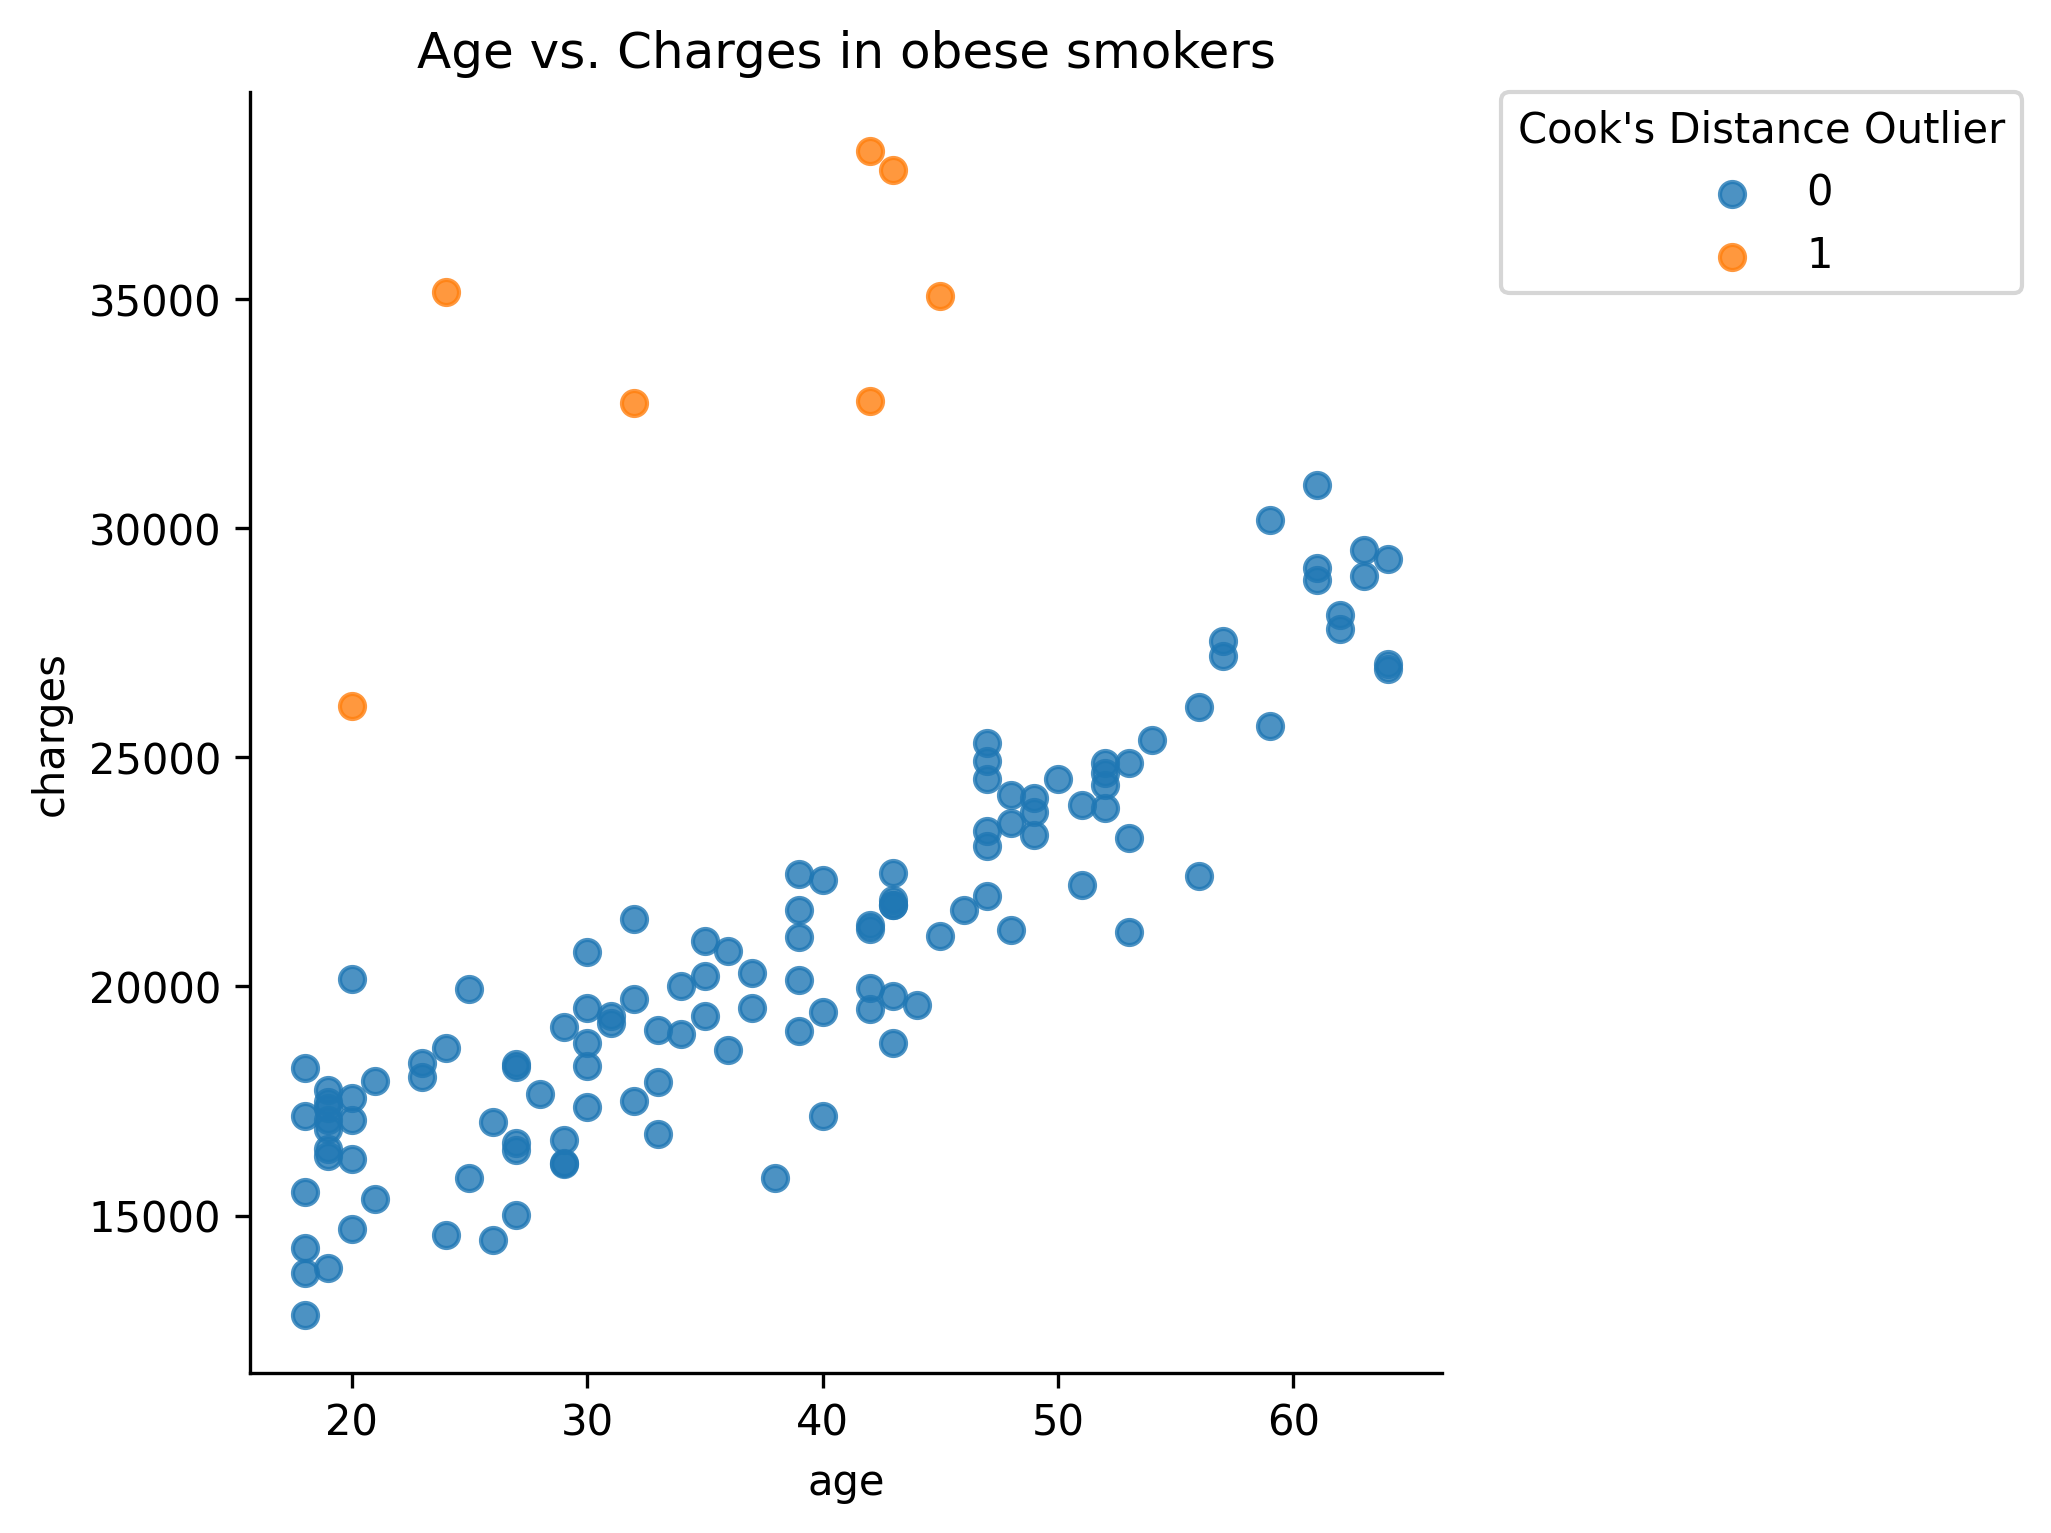 Age vs. Charges in obese smokers
Cook's Distance Outlier
0
1
charges
35000
30000
25000
20000
15000
20 30 40 50 60
age